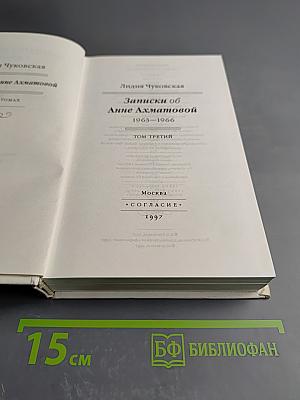 Чуковская
нне Ахматовой
ТОМАХ
Лидия Чуковская
Записки об
Анне Ахматовой
1963—1966
ТОМ ТРЕТИЙ
Москва
«СОГЛАСИЕ»
1997
15 см
БФ БИБЛИОФАН